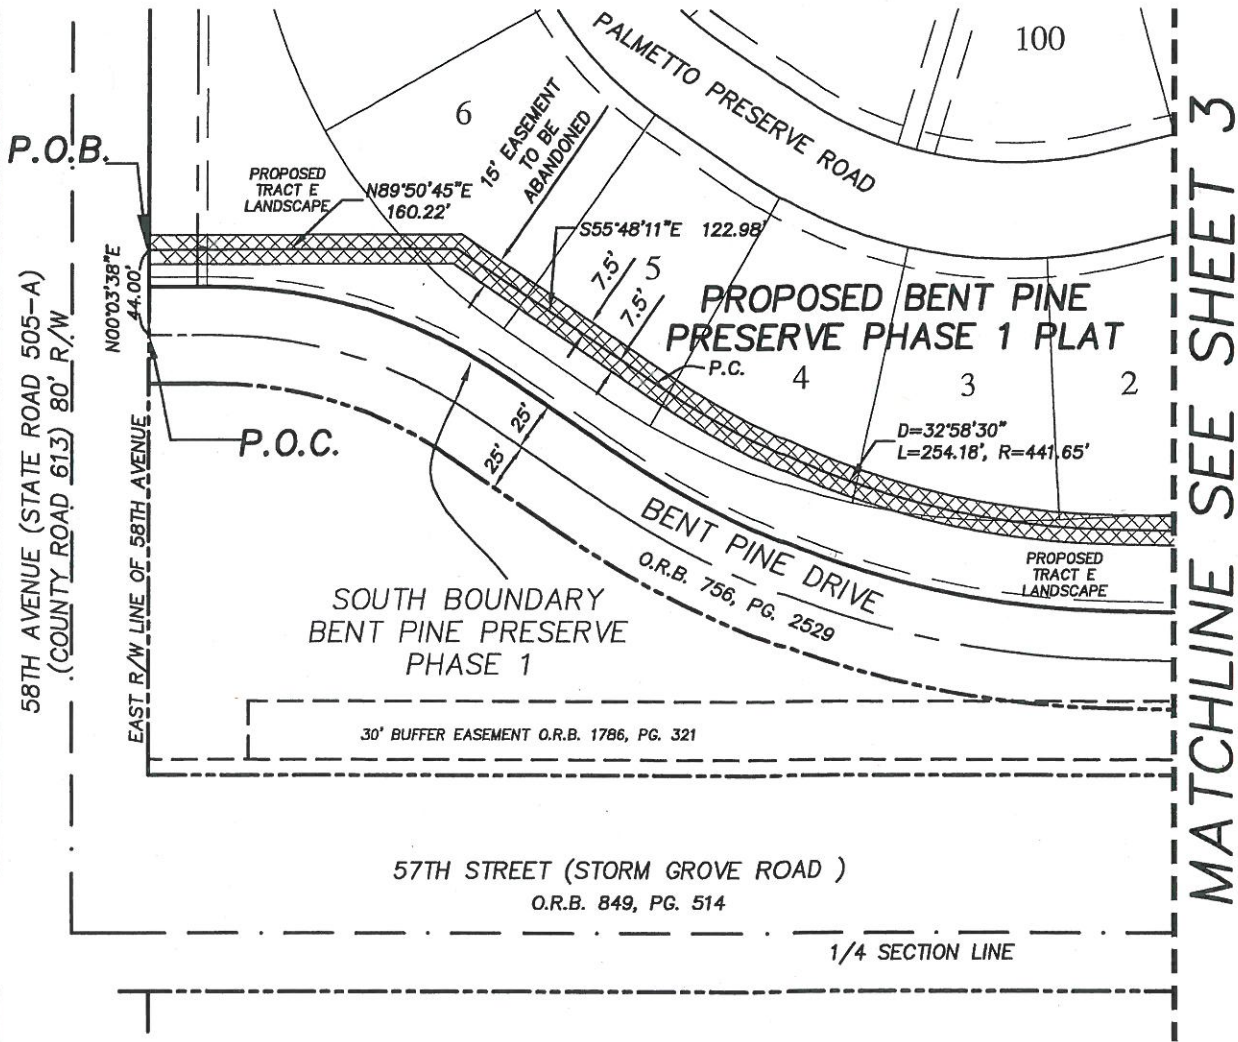 100
PALMETTO PRESERVE ROAD
6
15' EASEMENT
TO BE
ABANDONED
P.O.B.
PROPOSED
TRACT E
LANDSCAPE
N89°50'45"E
160.22'
S55°48'11"E 122.98'
N00°03'38"E
44.00'
7.5'
7.5'
5
PROPOSED BENT PINE
PRESERVE PHASE 1 PLAT
P.C.
4
3
2
D=32°58'30"
L=254.18', R=441.65'
P.O.C.
25'
25'
BENT PINE DRIVE
O.R.B. 756, PG. 2529
PROPOSED
TRACT E
LANDSCAPE
SOUTH BOUNDARY
BENT PINE PRESERVE
PHASE 1
58TH AVENUE (STATE ROAD 505-A)
(COUNTY ROAD 613) 80' R/W
EAST R/W LINE OF 58TH AVENUE
30' BUFFER EASEMENT O.R.B. 1786, PG. 321
57TH STREET (STORM GROVE ROAD )
O.R.B. 849, PG. 514
1/4 SECTION LINE
MATCHLINE SEE SHEET 3